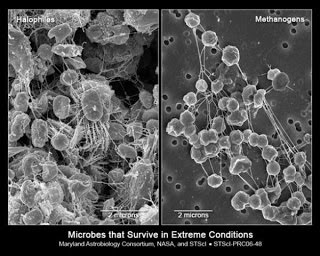 Halophiles
Methanogens
2 microns
2 microns
Microbes that Survive in Extreme Conditions
Maryland Astrobiology Consortium, NASA, and STScI • STScI-PRC06-48